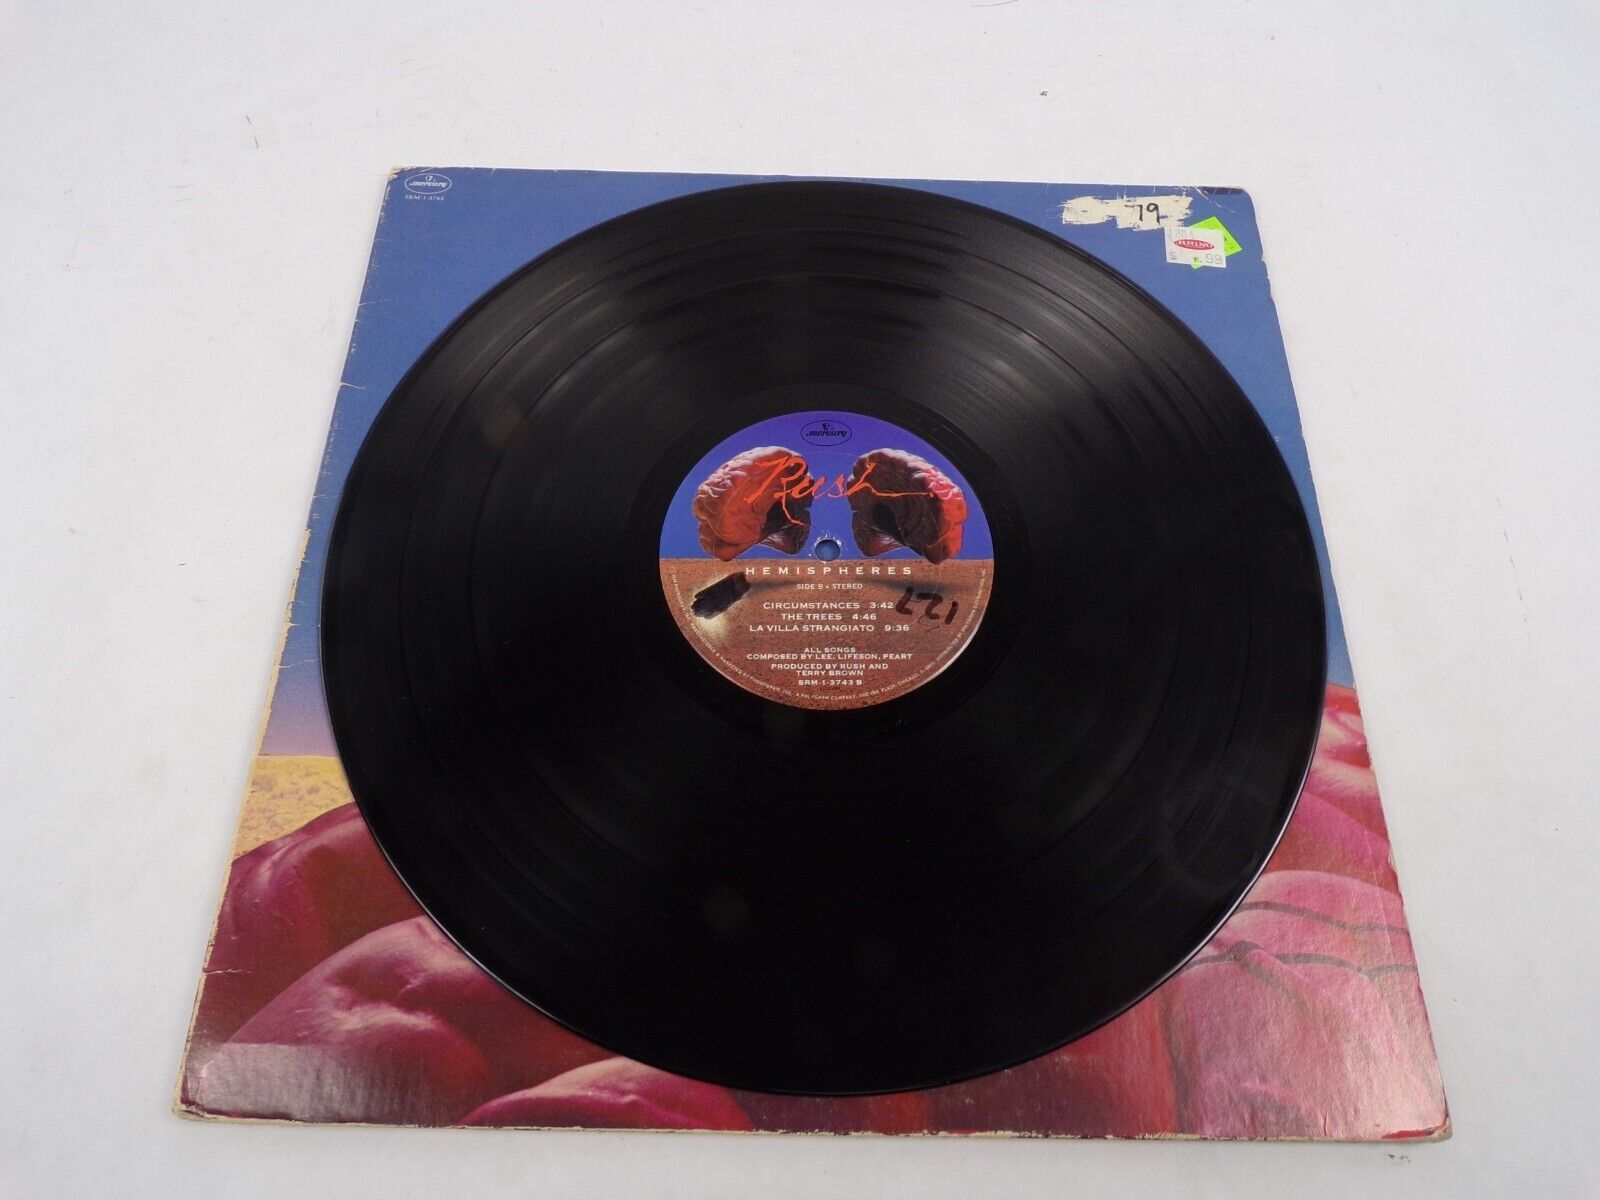 mercury
SRM-1-3743
79
RHINO
$ .99
mercury
Rush
HEMISPHERES
SIDE B • STEREO
CIRCUMSTANCES 3:42
THE TREES 4:46
LA VILLA STRANGIATO 9:36
127
ALL SONGS
COMPOSED BY LEE, LIFESON, PEART
PRODUCED BY RUSH AND
TERRY BROWN
SRM-1-3743 B